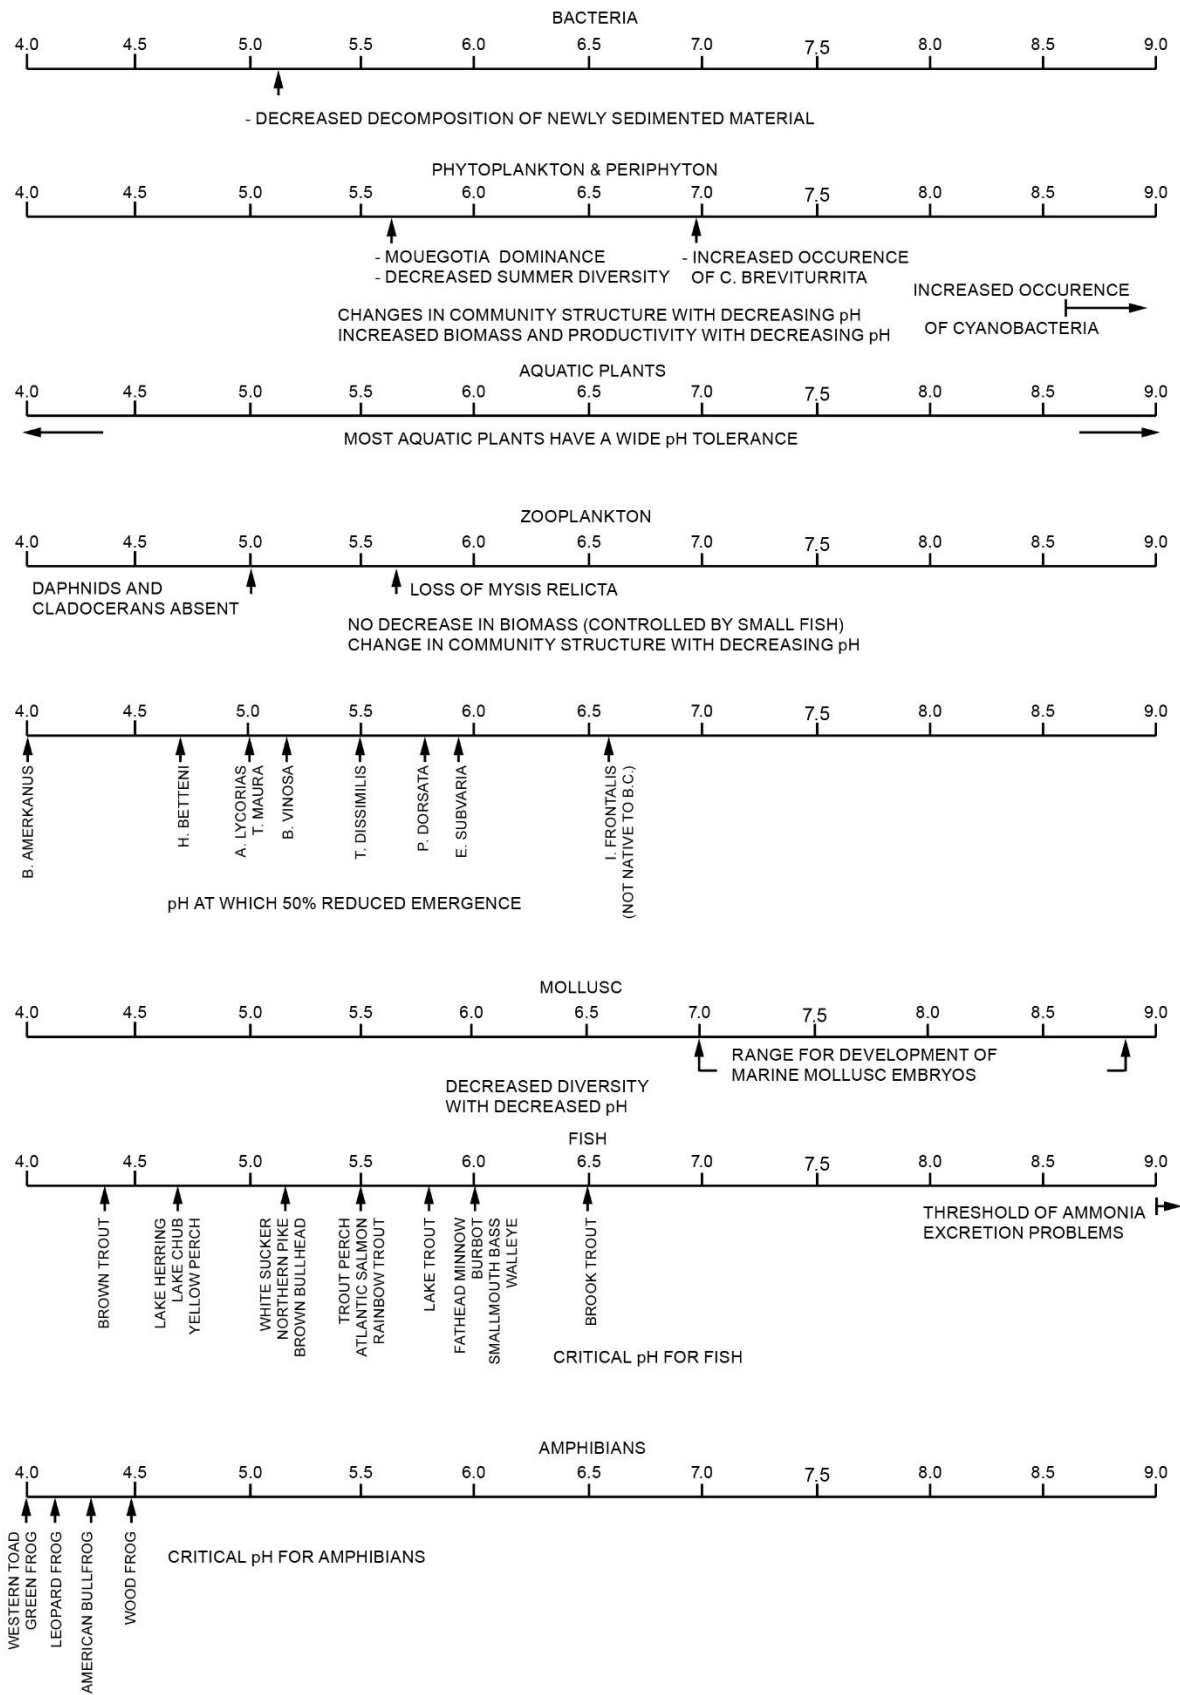 BACTERIA
4.0 4.5 5.0 5.5 6.0 6.5 7.0 7.5 8.0 8.5 9.0
- DECREASED DECOMPOSITION OF NEWLY SEDIMENTED MATERIAL
PHYTOPLANKTON & PERIPHYTON
4.0 4.5 5.0 5.5 6.0 6.5 7.0 7.5 8.0 8.5 9.0
- MOUEGOTIA DOMINANCE
- DECREASED SUMMER DIVERSITY
- INCREASED OCCURENCE
OF C. BREVITURRITA
INCREASED OCCURENCE
OF CYANOBACTERIA
CHANGES IN COMMUNITY STRUCTURE WITH DECREASING pH
INCREASED BIOMASS AND PRODUCTIVITY WITH DECREASING pH
AQUATIC PLANTS
4.0 4.5 5.0 5.5 6.0 6.5 7.0 7.5 8.0 8.5 9.0
MOST AQUATIC PLANTS HAVE A WIDE pH TOLERANCE
ZOOPLANKTON
4.0 4.5 5.0 5.5 6.0 6.5 7.0 7.5 8.0 8.5 9.0
DAPHNIDS AND
CLADOCERANS ABSENT
LOSS OF MYSIS RELICTA
NO DECREASE IN BIOMASS (CONTROLLED BY SMALL FISH)
CHANGE IN COMMUNITY STRUCTURE WITH DECREASING pH
4.0 4.5 5.0 5.5 6.0 6.5 7.0 7.5 8.0 8.5 9.0
B. AMERKANUS
H. BETTENI
A. LYCORIAS
T. MAURA
B. VINOSA
T. DISSIMILIS
P. DORSATA
E. SUBVARIA
I. FRONTALIS
(NOT NATIVE TO B.C.)
pH AT WHICH 50% REDUCED EMERGENCE
MOLLUSC
4.0 4.5 5.0 5.5 6.0 6.5 7.0 7.5 8.0 8.5 9.0
RANGE FOR DEVELOPMENT OF
MARINE MOLLUSC EMBRYOS
DECREASED DIVERSITY
WITH DECREASED pH
FISH
4.0 4.5 5.0 5.5 6.0 6.5 7.0 7.5 8.0 8.5 9.0
BROWN TROUT
LAKE HERRING
LAKE CHUB
YELLOW PERCH
WHITE SUCKER
NORTHERN PIKE
BROWN BULLHEAD
TROUT PERCH
ATLANTIC SALMON
RAINBOW TROUT
LAKE TROUT
FATHEAD MINNOW
BURBOT
SMALLMOUTH BASS
WALLEYE
BROOK TROUT
THRESHOLD OF AMMONIA
EXCRETION PROBLEMS
CRITICAL pH FOR FISH
AMPHIBIANS
4.0 4.5 5.0 5.5 6.0 6.5 7.0 7.5 8.0 8.5 9.0
WESTERN TOAD
GREEN FROG
LEOPARD FROG
AMERICAN BULLFROG
WOOD FROG
CRITICAL pH FOR AMPHIBIANS